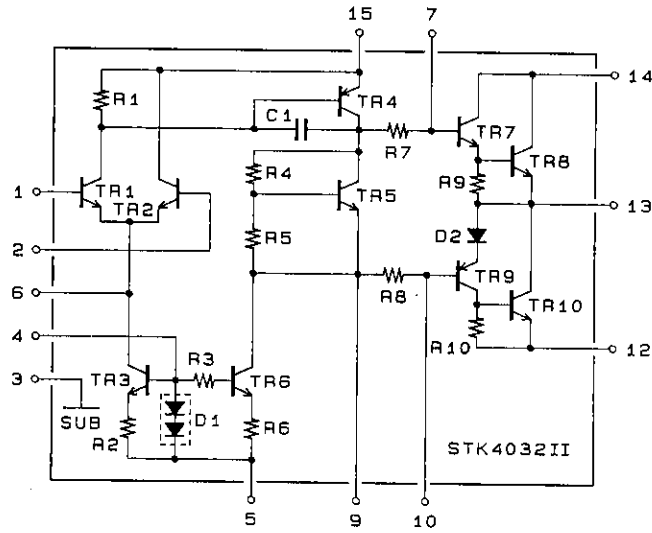 15 7
14
R1
TR4
C1
TR7
R7
TR8
R4
R9
1
TR1
TR2
TR5
13
R5
D2
2
TR9
6
R8
TR10
4
R3
R10
12
3
TR3
TR6
SUB
D1
R2
R6
STK4032II
5 9 10